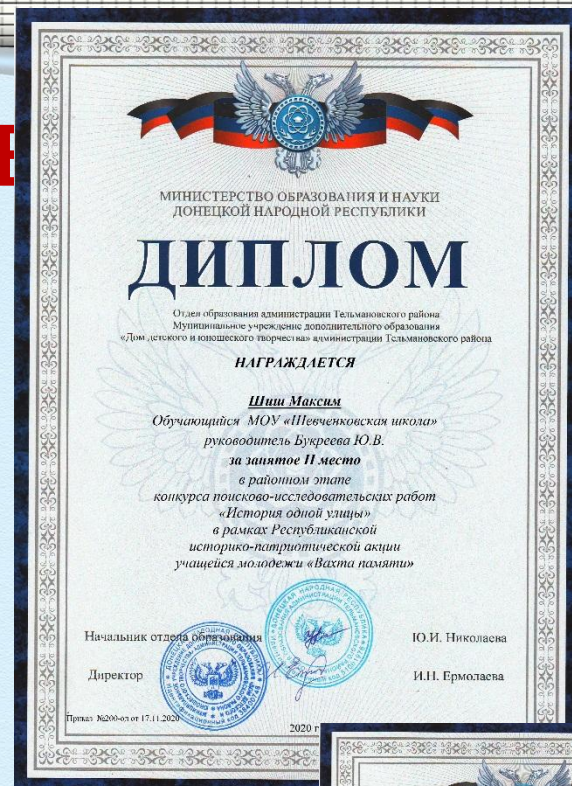 МИНИСТЕРСТВО ОБРАЗОВАНИЯ И НАУКИ
ДОНЕЦКОЙ НАРОДНОЙ РЕСПУБЛИКИ
ДИПЛОМ
Отдел образования администрации Тельмановского района
Муниципальное учреждение дополнительного образования
«Дом детского и юношеского творчества» администрации Тельмановского района
НАГРАЖДАЕТСЯ
Шиш Максим
Обучающийся МОУ «Шевченковская школа»
руководитель Букреева Ю.В.
за занятое II место
в районном этапе
конкурса поисково-исследовательских работ
«История одной улицы»
в рамках Республиканской
историко-патриотической акции
учащейся молодежи «Вахта памяти»
Начальник отдела образования Ю.И. Николаева
Директор И.Н. Ермолаева
Приказ №200-од от 17.11.2020
2020 г